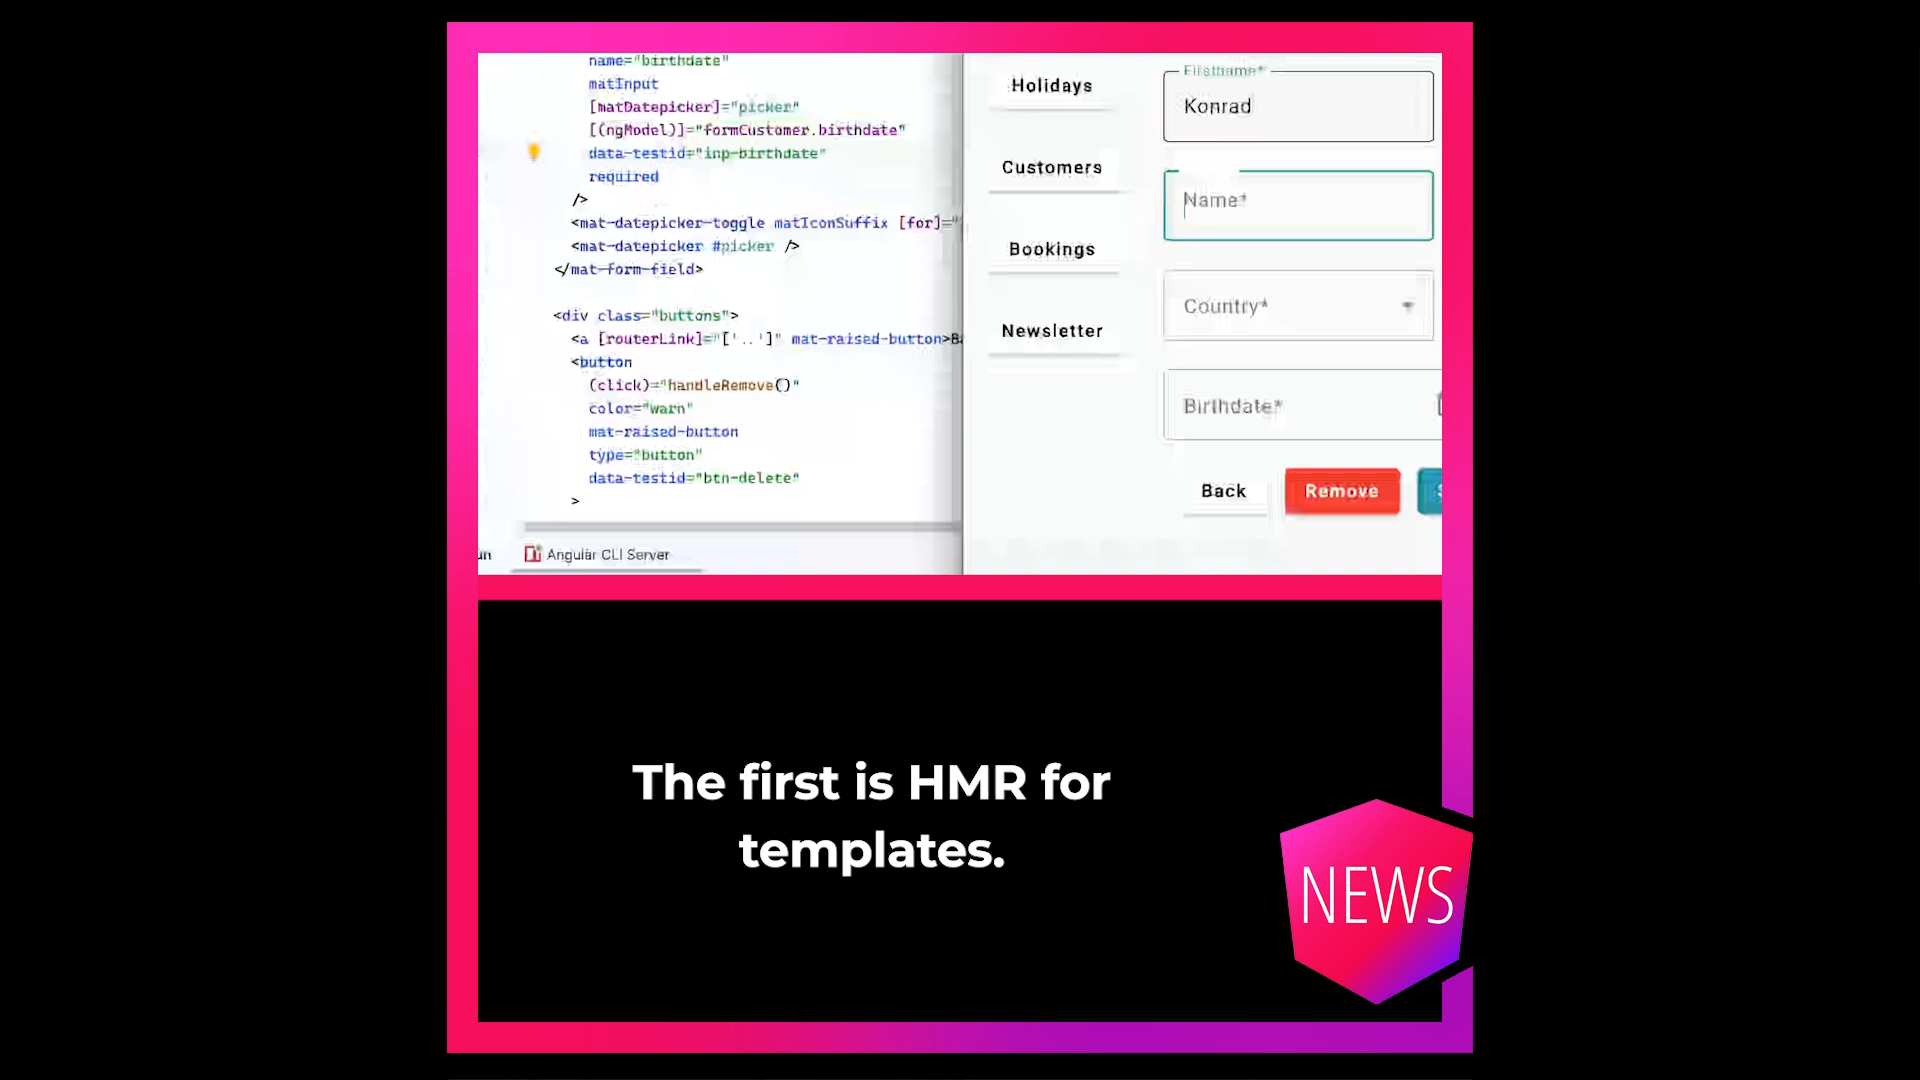 name="birthdate"
matInput
[matDatepicker]="picker"
[(ngModel)]="formCustomer.birthdate"
data-testid="inp-birthdate"
required
/>
<mat-datepicker-toggle matIconSuffix [for]="
<mat-datepicker #picker />
</mat-form-field>
<div class="buttons">
<a [routerLink]="['..']" mat-raised-button>Ba
<button
(click)="handleRemove()"
color="warn"
mat-raised-button
type="button"
data-testid="btn-delete"
>
Angular CLI Server
Holidays
Customers
Bookings
Newsletter
Firstname*
Konrad
Name*
Country*
Birthdate*
Back Remove
The first is HMR for
templates.
NEWS